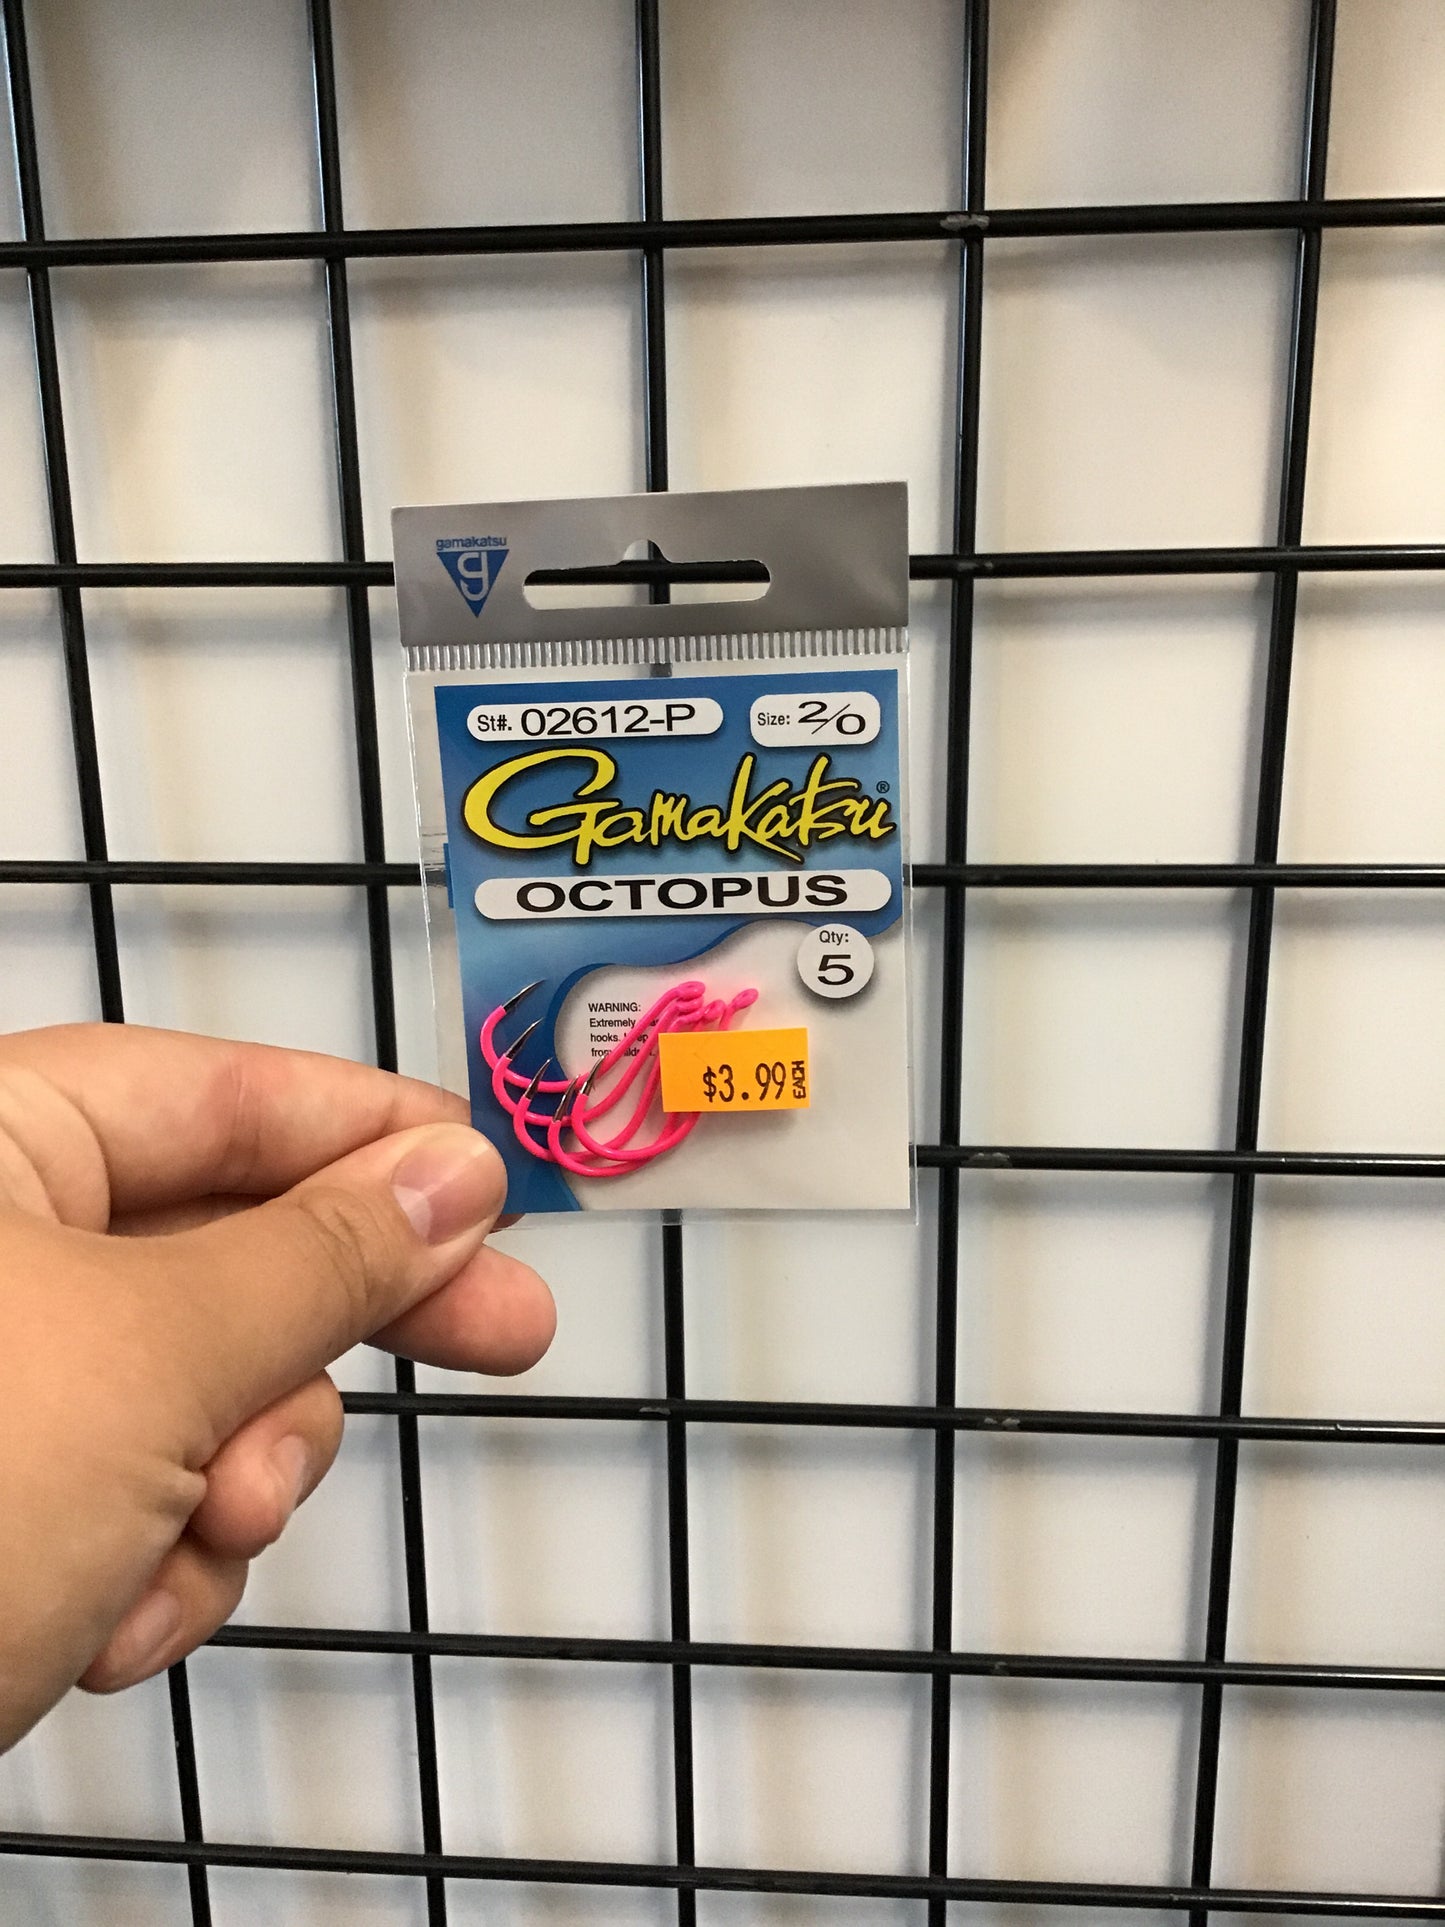 gamakatsu
g
St#. 02612-P
Size: 2/0
Gamakatsu®
OCTOPUS
Qty:
5
WARNING:
Extremely
hooks.
from
$3.99 EACH